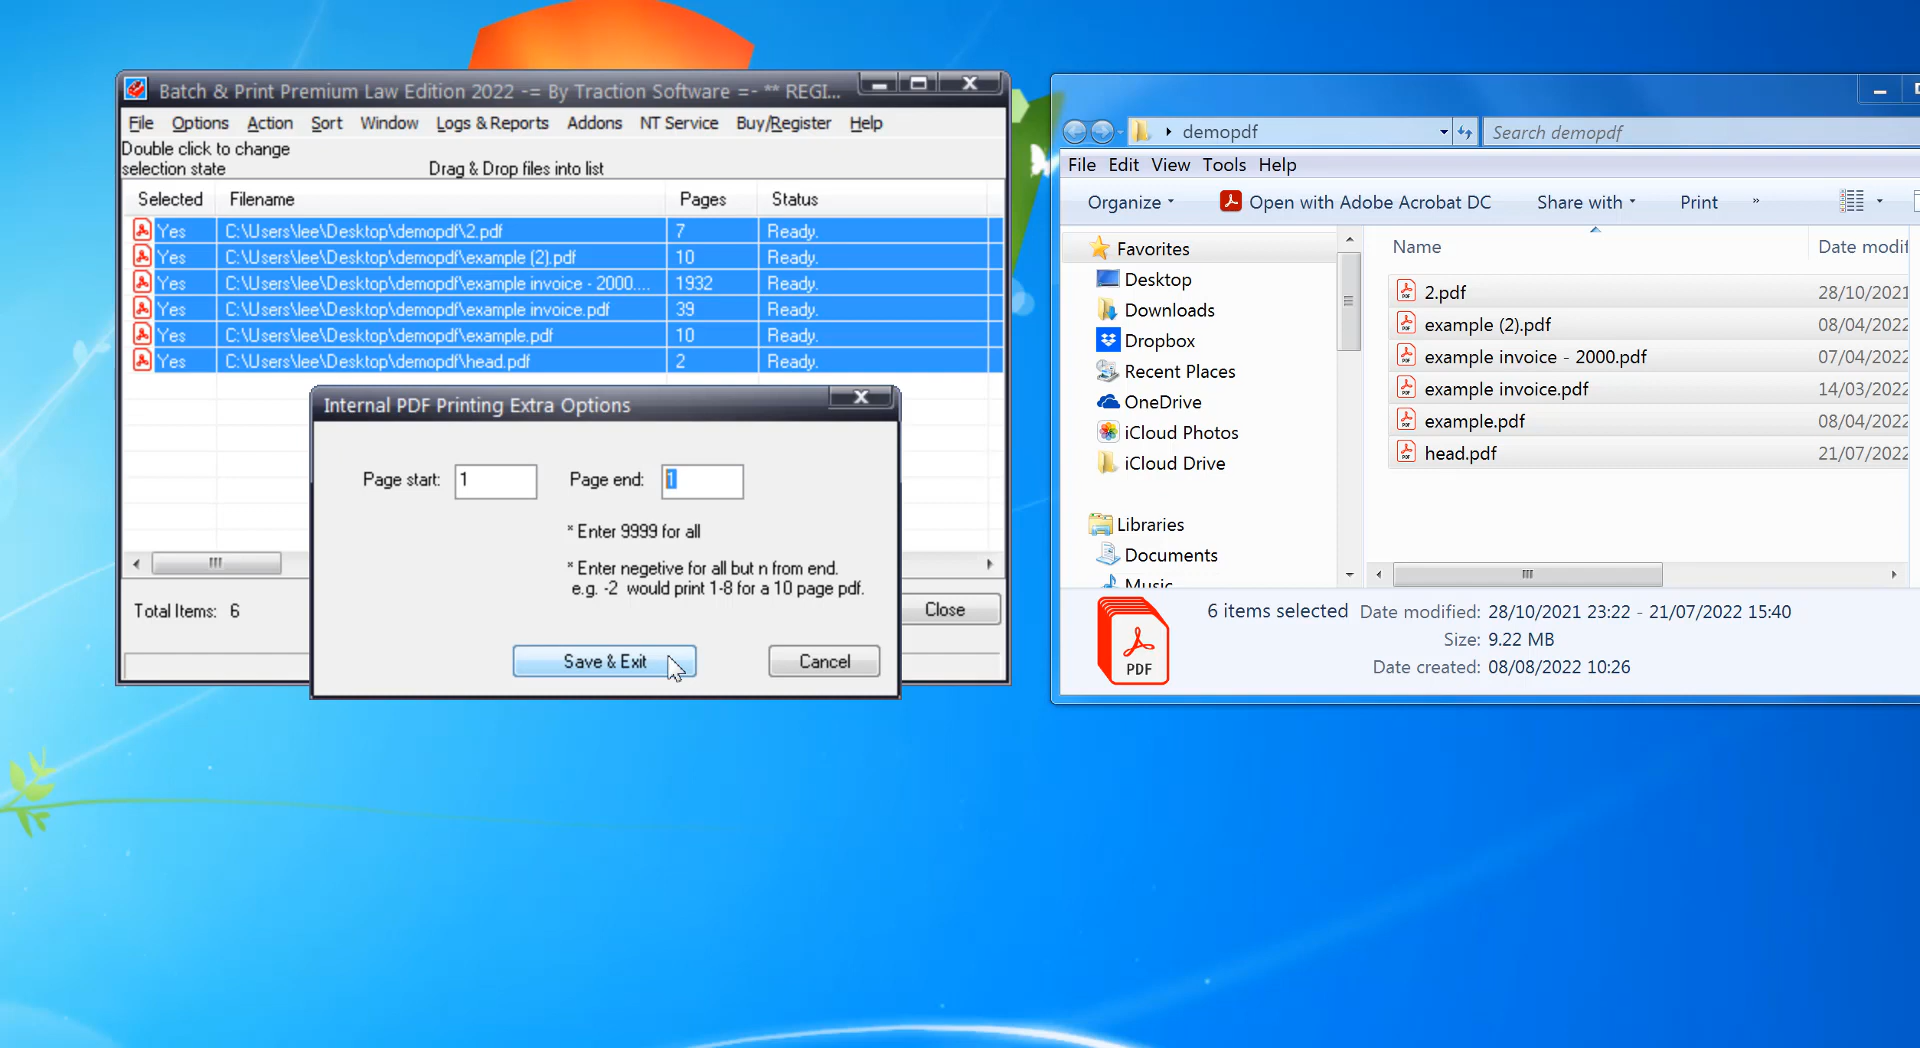 Batch & Print Premium Law Edition 2022 -= By Traction Software =- ** REGI...
File Options Action Sort Window Logs & Reports Addons NT Service Buy/Register Help
Double click to change
selection state
Drag & Drop files into list
Selected Filename Pages Status
Yes C:\Users\lee\Desktop\demopdf\2.pdf 7 Ready.
Yes C:\Users\lee\Desktop\demopdf\example (2).pdf 10 Ready.
Yes C:\Users\lee\Desktop\demopdf\example invoice - 2000.... 1932 Ready.
Yes C:\Users\lee\Desktop\demopdf\example invoice.pdf 39 Ready.
Yes C:\Users\lee\Desktop\demopdf\example.pdf 10 Ready.
Yes C:\Users\lee\Desktop\demopdf\head.pdf 2 Ready.
Total Items: 6
Close
Internal PDF Printing Extra Options
Page start: 1 Page end: 1
* Enter 9999 for all
* Enter negetive for all but n from end.
e.g. -2 would print 1-8 for a 10 page pdf.
Save & Exit Cancel
demopdf
Search demopdf
File Edit View Tools Help
Organize Open with Adobe Acrobat DC Share with Print »
Favorites
Desktop
Downloads
Dropbox
Recent Places
OneDrive
iCloud Photos
iCloud Drive
Libraries
Documents
Music
Name Date modif
2.pdf 28/10/2021
example (2).pdf 08/04/2022
example invoice - 2000.pdf 07/04/2022
example invoice.pdf 14/03/2022
example.pdf 08/04/2022
head.pdf 21/07/2022
PDF
6 items selected Date modified: 28/10/2021 23:22 - 21/07/2022 15:40
Size: 9.22 MB
Date created: 08/08/2022 10:26